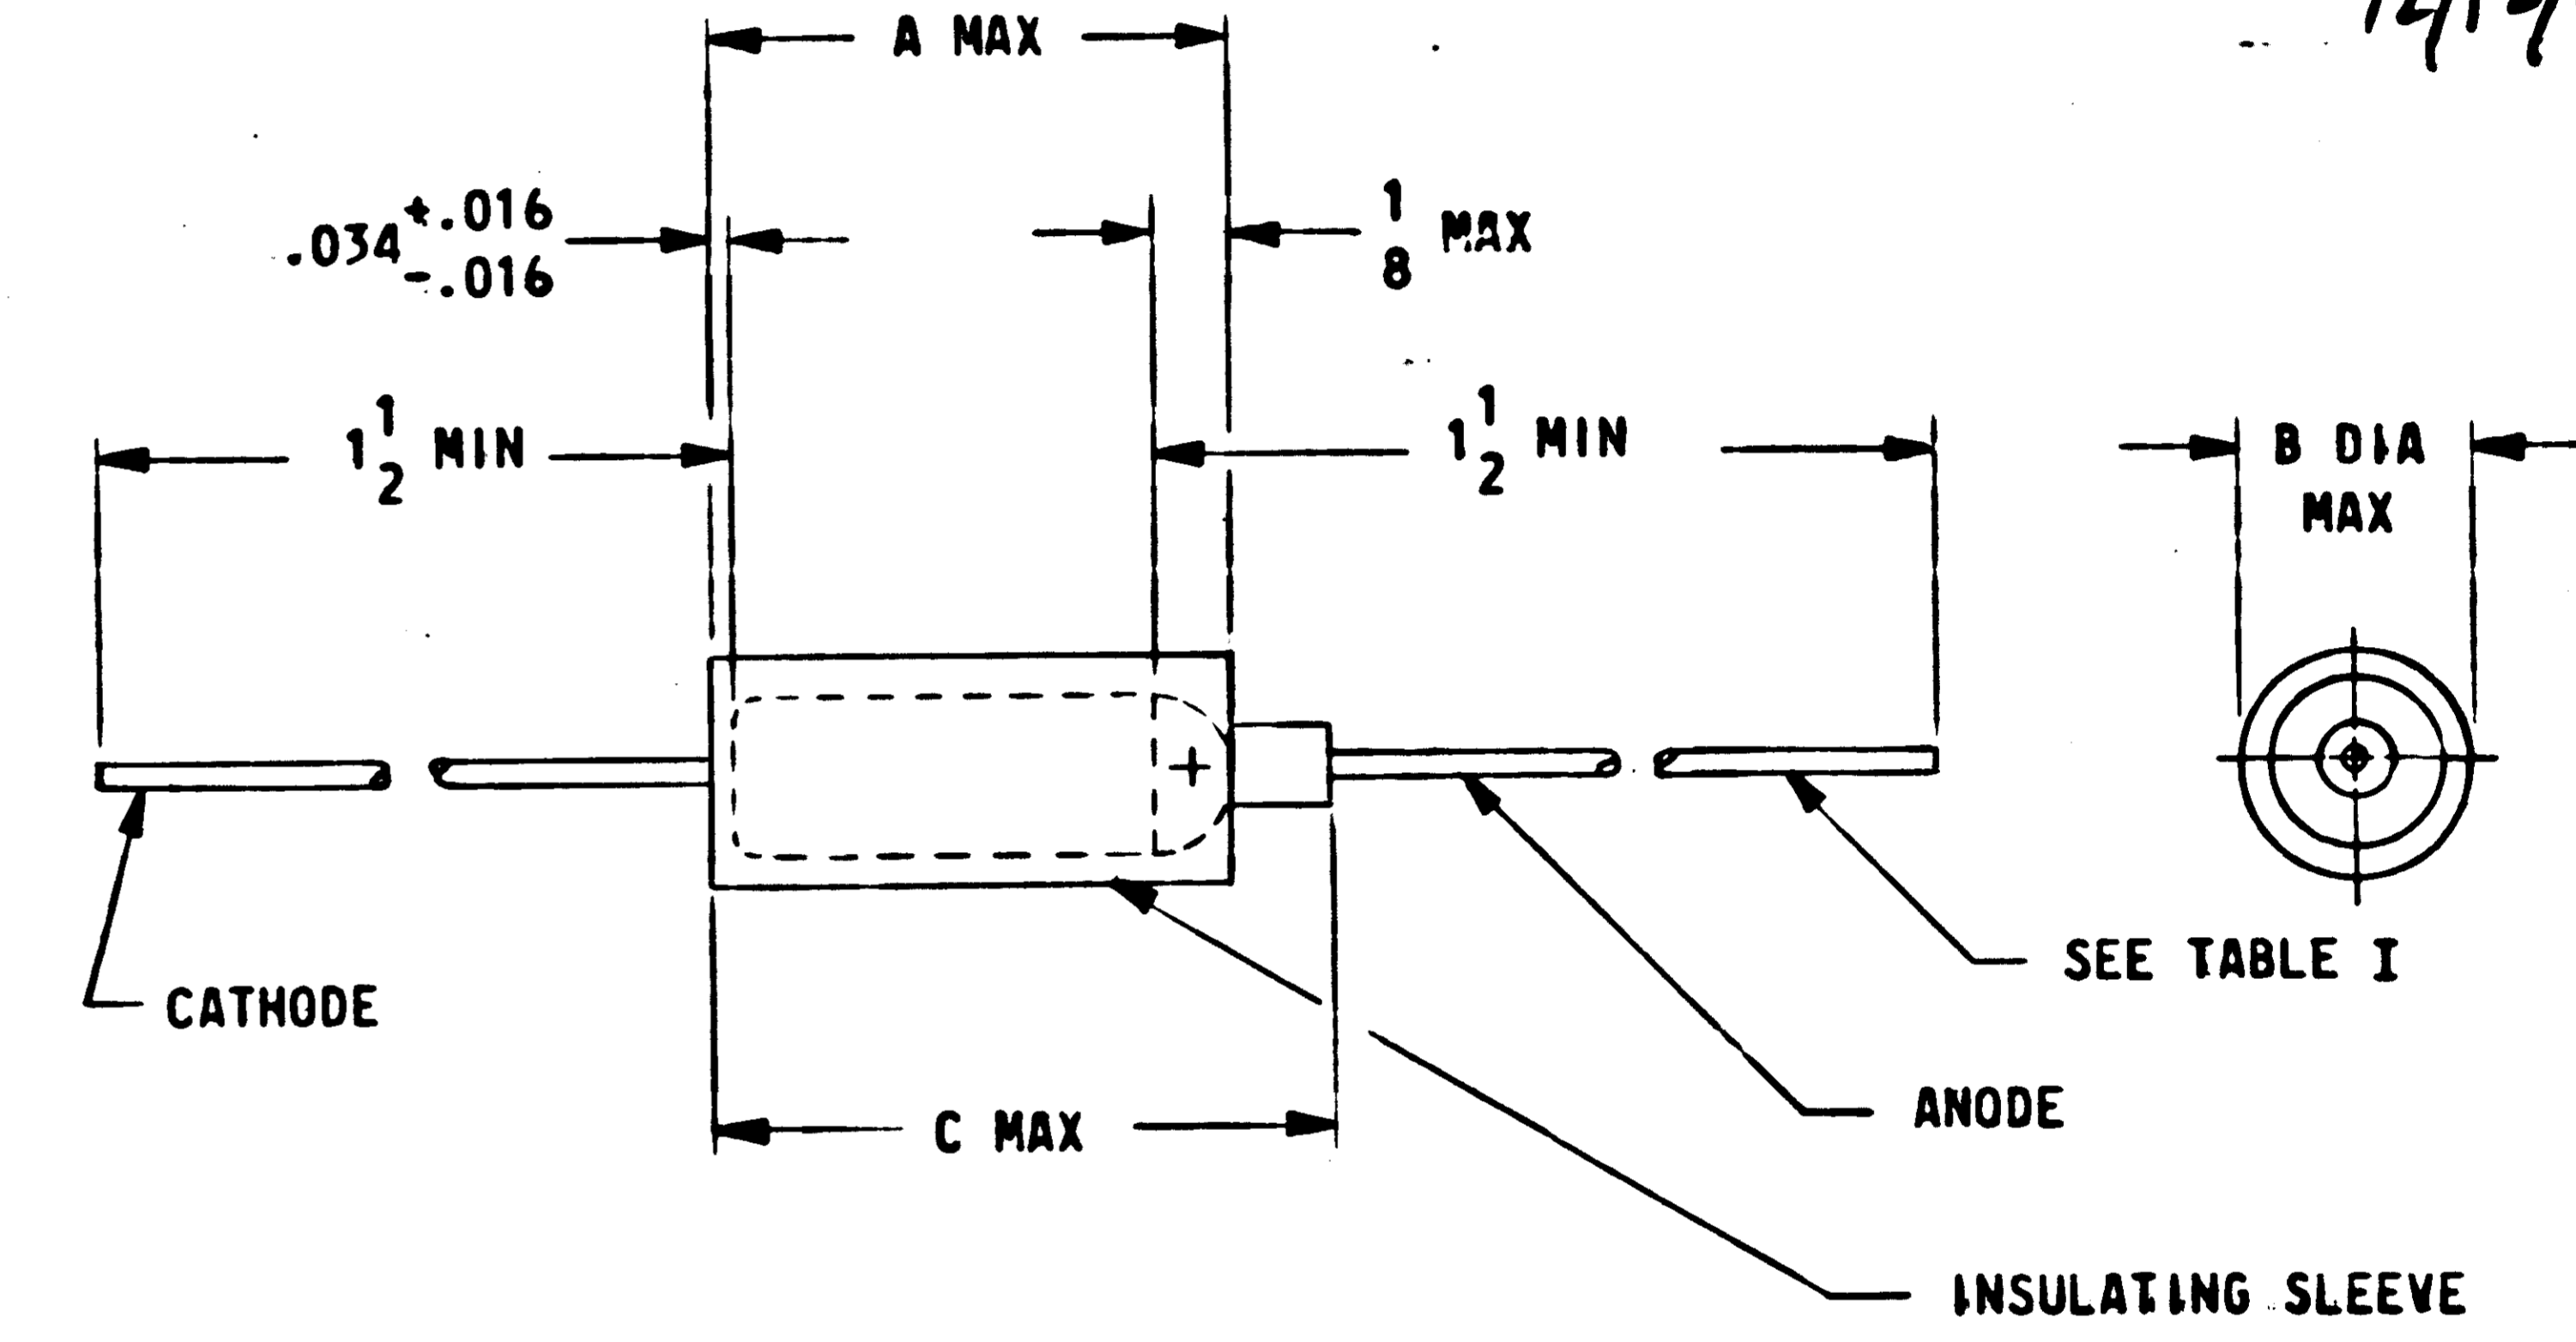 A MAX
.034 +.016 -.016
1/8 MAX
1 1/2 MIN
1 1/2 MIN
B DIA
MAX
+
CATHODE
SEE TABLE I
C MAX
ANODE
INSULATING SLEEVE